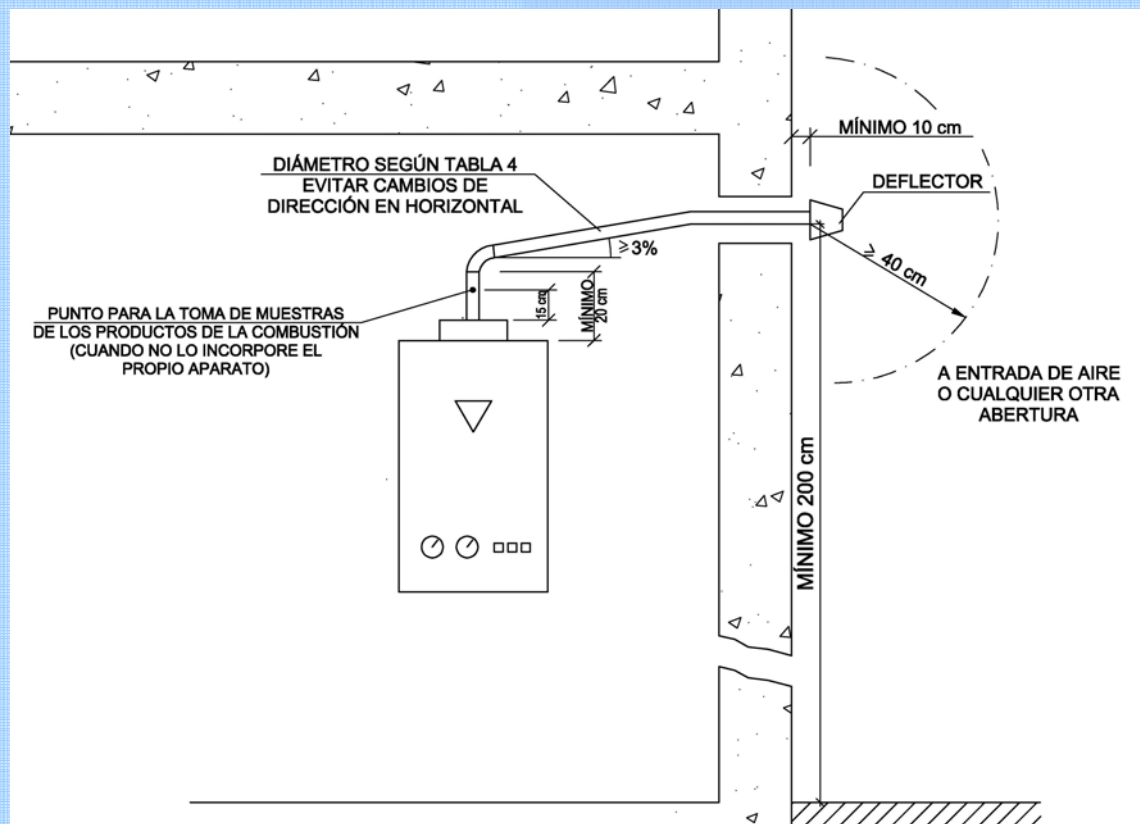 MÍNIMO 10 cm
DIÁMETRO SEGÚN TABLA 4
EVITAR CAMBIOS DE
DIRECCIÓN EN HORIZONTAL
DEFLECTOR
≥3%
≥ 40 cm
PUNTO PARA LA TOMA DE MUESTRAS
DE LOS PRODUCTOS DE LA COMBUSTIÓN
(CUANDO NO LO INCORPORE EL
PROPIO APARATO)
15 cm
MÍNIMO
20 cm
A ENTRADA DE AIRE
O CUALQUIER OTRA
ABERTURA
MÍNIMO 200 cm